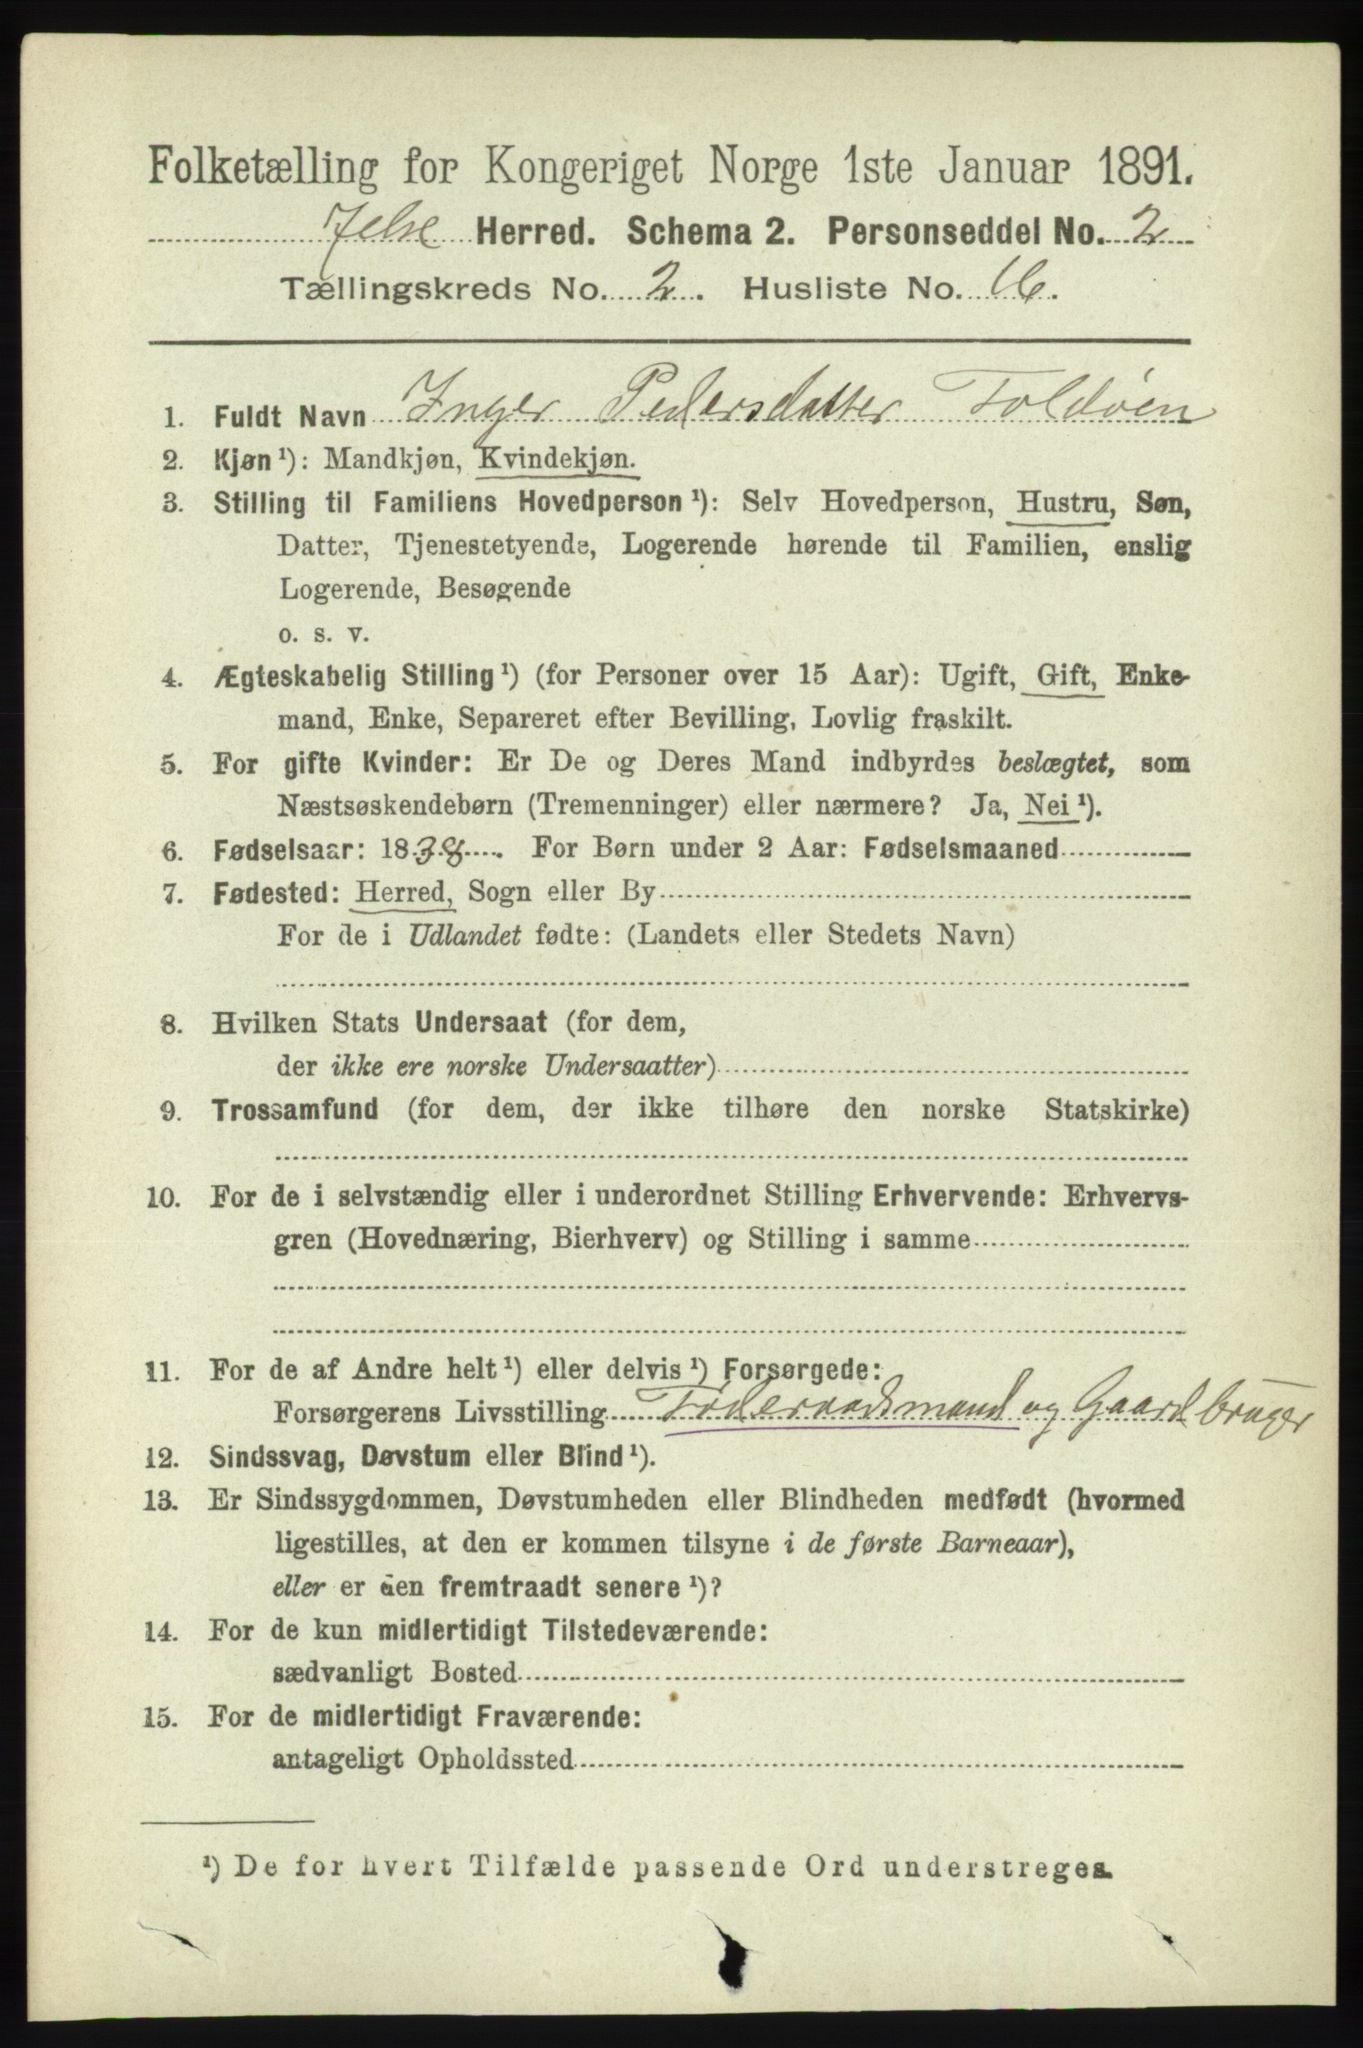 Folketælling for Kongeriget Norge 1ste Januar 1891.
Jelse Herred. Schema 2. Personseddel No. 2
Tællingskreds No. 2. Husliste No. 16.
1. Fuldt Navn Inger Pedersdatter Foldøen
2. Kjøn ¹): Mandkjøn, Kvindekjøn.
3. Stilling til Familiens Hovedperson ¹): Selv Hovedperson, Hustru, Søn,
Datter, Tjenestetyende, Logerende hørende til Familien, enslig
Logerende, Besøgende
o. s. v.
4. Ægteskabelig Stilling ¹) (for Personer over 15 Aar): Ugift, Gift, Enke-
mand, Enke, Separeret efter Bevilling, Lovlig fraskilt.
5. For gifte Kvinder: Er De og Deres Mand indbyrdes beslægtet, som
Næstsøskendebørn (Tremenninger) eller nærmere? Ja, Nei ¹).
6. Fødselsaar: 1838. For Børn under 2 Aar: Fødselsmaaned
7. Fødested: Herred, Sogn eller By
For de i Udlandet fødte: (Landets eller Stedets Navn)
8. Hvilken Stats Undersaat (for dem,
der ikke ere norske Undersaatter)
9. Trossamfund (for dem, der ikke tilhøre den norske Statskirke)
10. For de i selvstændig eller i underordnet Stilling Erhvervende: Erhvervs-
gren (Hovednæring, Bierhverv) og Stilling i samme
11. For de af Andre helt ¹) eller delvis ¹) Forsørgede:
Forsørgerens Livsstilling Føderaadsmand og Gaardbruger
12. Sindssvag, Døvstum eller Blind ¹).
13. Er Sindssygdommen, Døvstumheden eller Blindheden medfødt (hvormed
ligestilles, at den er kommen tilsyne i de første Barneaar),
eller er den fremtraadt senere ¹)?
14. For de kun midlertidigt Tilstedeværende:
sædvanligt Bosted
15. For de midlertidigt Fraværende:
antageligt Opholdssted
¹) De for hvert Tilfælde passende Ord understreges.